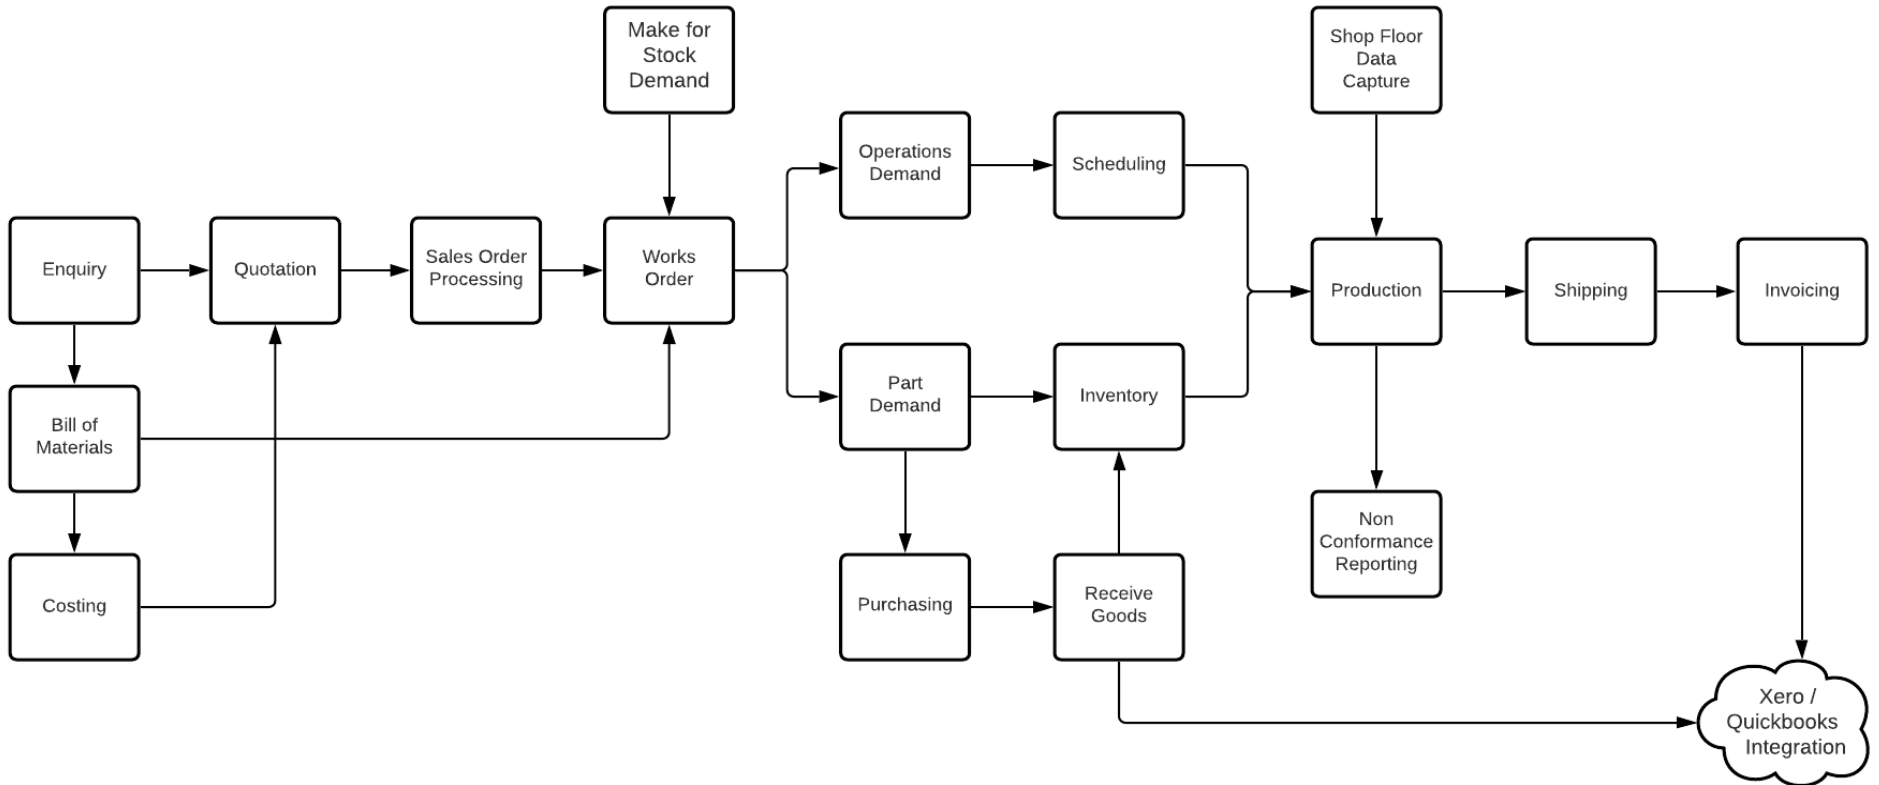 Make for
Stock
Demand
Shop Floor
Data
Capture
Operations
Demand
Scheduling
Enquiry
Quotation
Sales Order
Processing
Works
Order
Production
Shipping
Invoicing
Part
Demand
Inventory
Bill of
Materials
Non
Conformance
Reporting
Costing
Purchasing
Receive
Goods
Xero /
Quickbooks
Integration